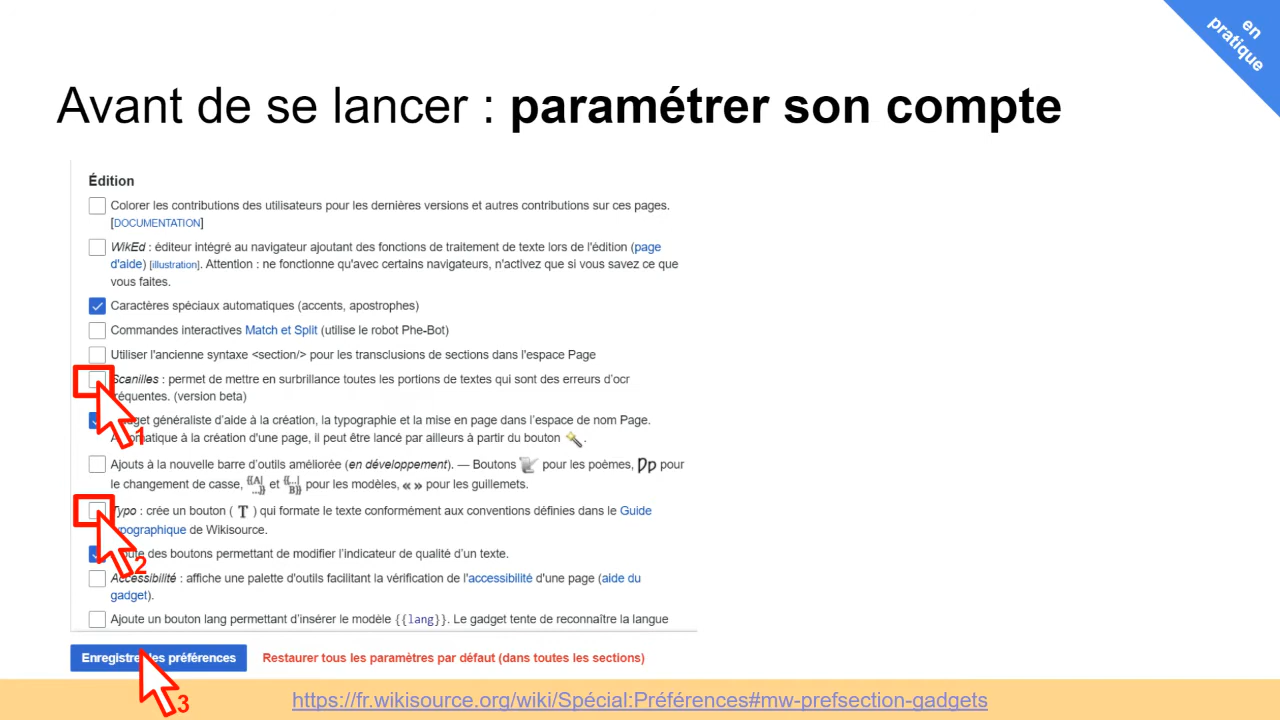 en
pratique
Avant de se lancer : paramétrer son compte
Édition
Colorer les contributions des utilisateurs pour les dernières versions et autres contributions sur ces pages.
[DOCUMENTATION]
WikEd : éditeur intégré au navigateur ajoutant des fonctions de traitement de texte lors de l'édition (page
d'aide) [illustration]. Attention : ne fonctionne qu'avec certains navigateurs, n'activez que si vous savez ce que
vous faites.
Caractères spéciaux automatiques (accents, apostrophes)
Commandes interactives Match et Split (utilise le robot Phe-Bot)
Utiliser l'ancienne syntaxe <section/> pour les transclusions de sections dans l'espace Page
Scanilles : permet de mettre en surbrillance toutes les portions de textes qui sont des erreurs d'ocr
fréquentes. (version beta)
1
Gadget généraliste d'aide à la création, la typographie et la mise en page dans l'espace de nom Page.
Automatique à la création d'une page, il peut être lancé par ailleurs à partir du bouton .
Ajouts à la nouvelle barre d'outils améliorée (en développement). — Boutons pour les poèmes, Dp pour
le changement de casse, {{A| ...}} et {{...| B}} pour les modèles, « » pour les guillemets.
Typo : crée un bouton ( T ) qui formate le texte conformément aux conventions définies dans le Guide
typographique de Wikisource.
2
Ajoute des boutons permettant de modifier l'indicateur de qualité d'un texte.
Accessibilité : affiche une palette d'outils facilitant la vérification de l'accessibilité d'une page (aide du
gadget).
Ajoute un bouton lang permettant d'insérer le modèle {{lang}}. Le gadget tente de reconnaître la langue
Enregistrer les préférences Restaurer tous les paramètres par défaut (dans toutes les sections)
3
https://fr.wikisource.org/wiki/Spécial:Préférences#mw-prefsection-gadgets